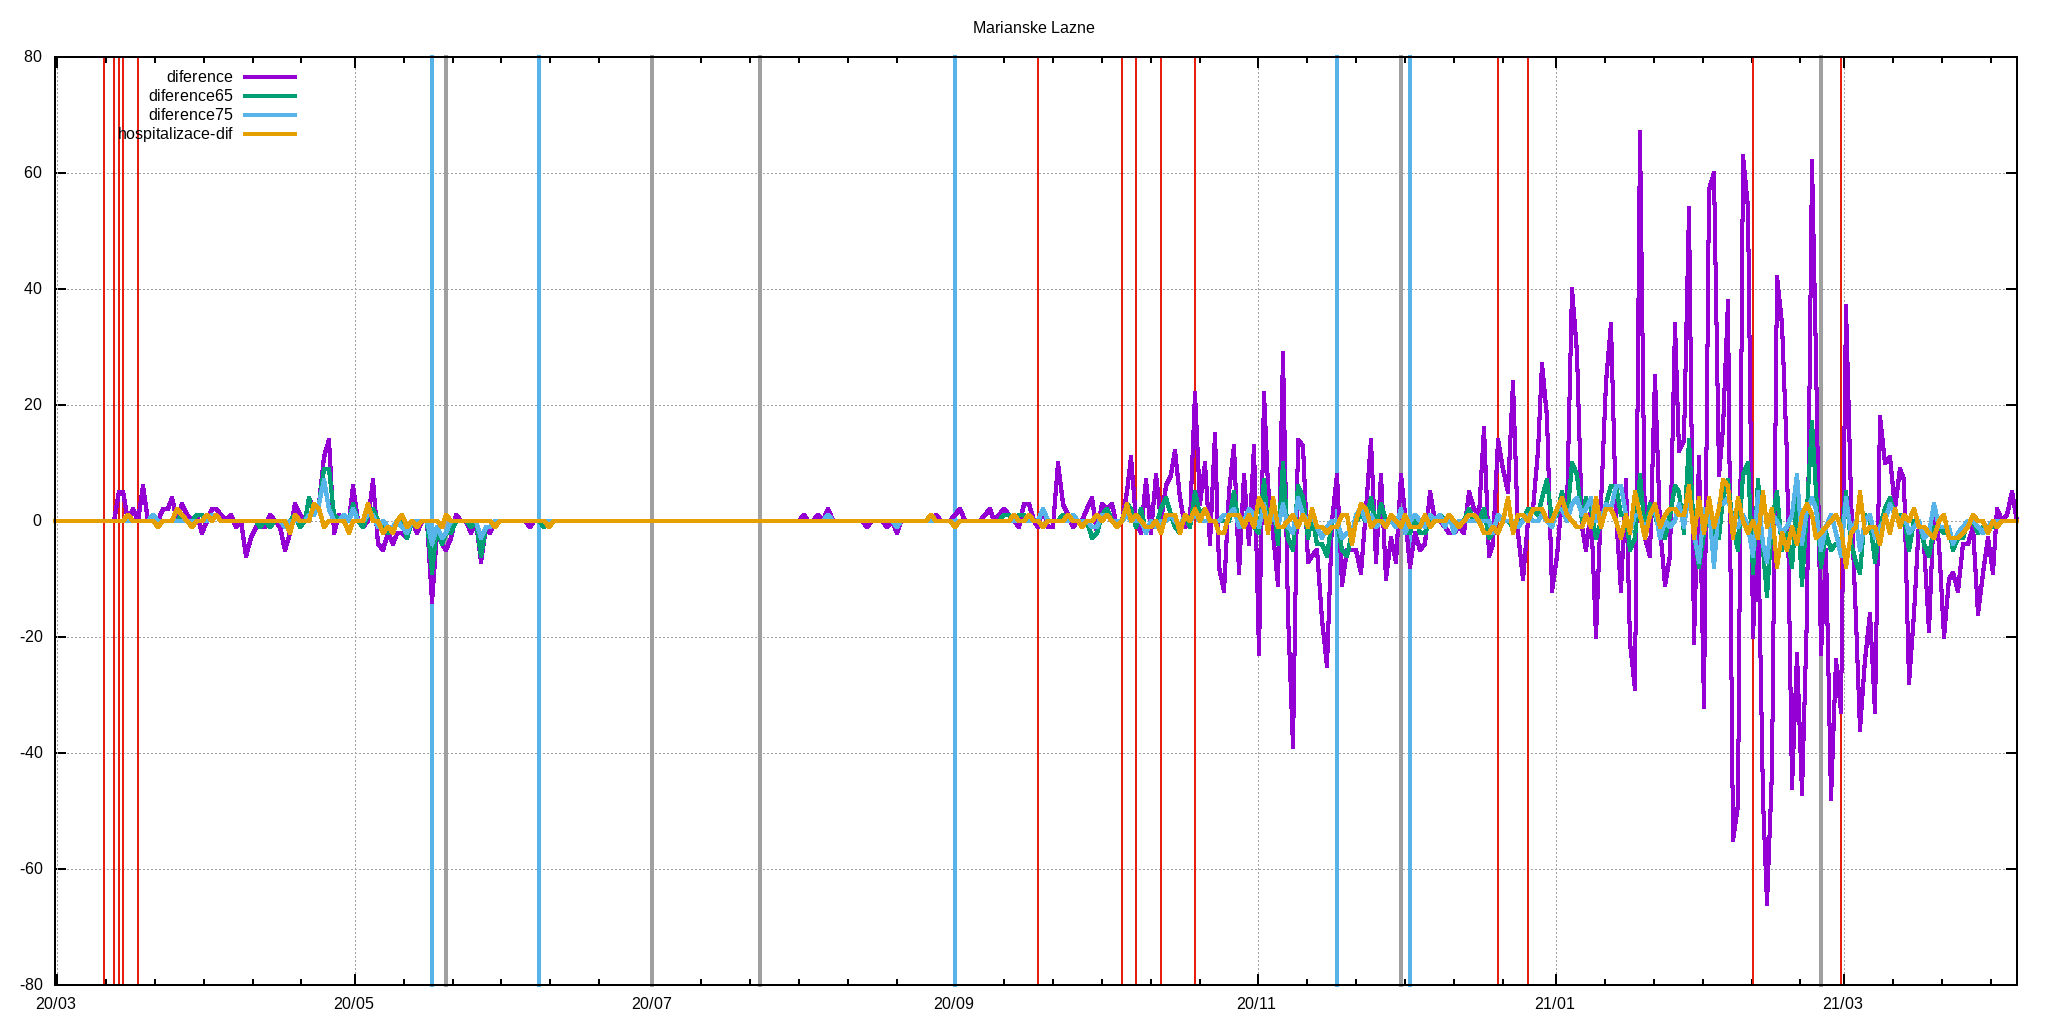 Marianske Lazne
diference
diference65
diference75
hospitalizace-dif
80
60
40
20
0
-20
-40
-60
-80
20/03 20/05 20/07 20/09 20/11 21/01 21/03